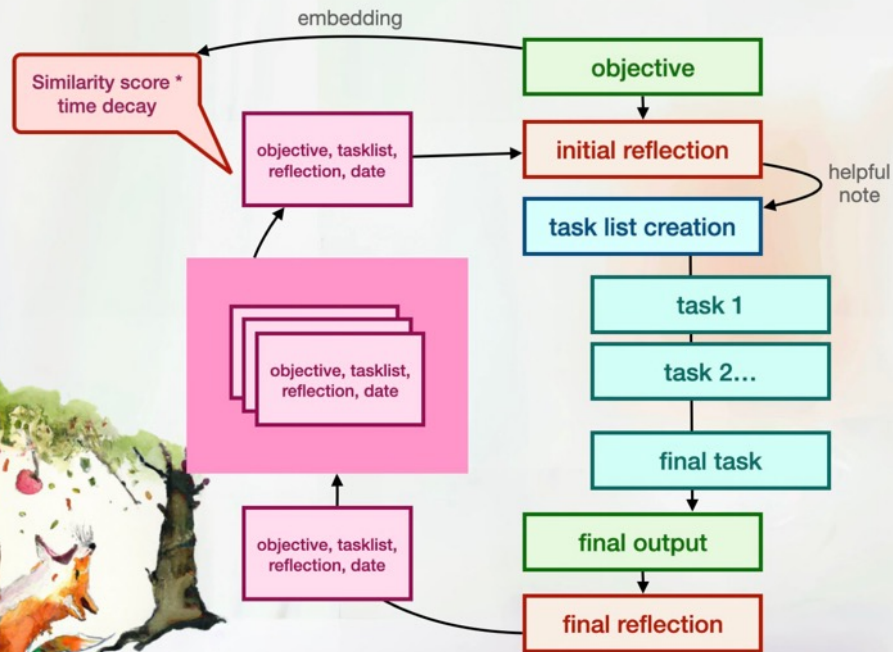 embedding
objective
Similarity score *
time decay
objective, tasklist,
reflection, date
initial reflection
helpful
note
task list creation
task 1
objective, tasklist,
reflection, date
task 2...
final task
objective, tasklist,
reflection, date
final output
final reflection